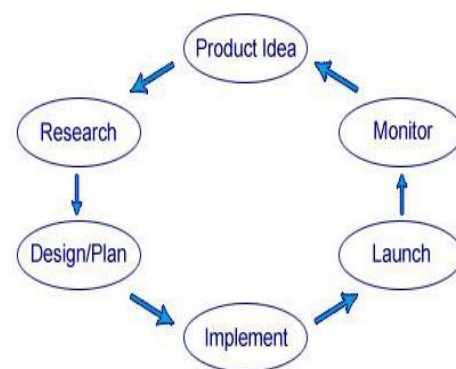 Product Idea
Research
Design/Plan
Implement
Launch
Monitor